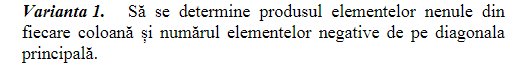 Varianta 1. Să se determine produsul elementelor nenule din
fiecare coloană și numărul elementelor negative de pe diagonala
principală.